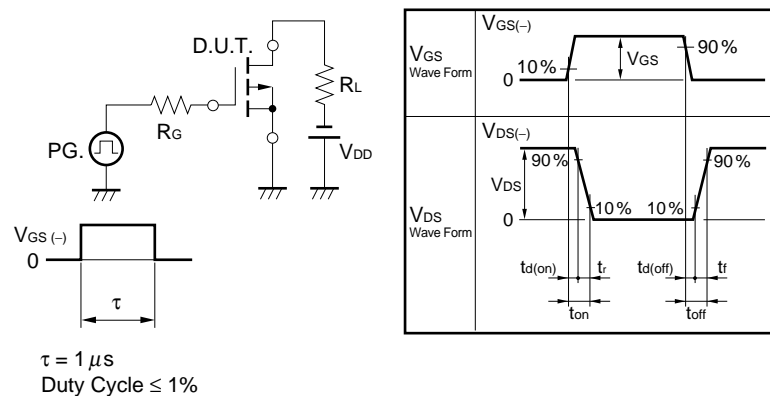 D.U.T.
RL
RG
PG.
VDD
VGS (−)
0
τ
τ = 1 μs
Duty Cycle ≤ 1%
VGS
Wave Form
VGS(−)
10 %
VGS
90 %
0
VDS
Wave Form
VDS(−)
90 %
90 %
VDS
10 %
10 %
0
td(on)
tr
td(off)
tf
ton
toff